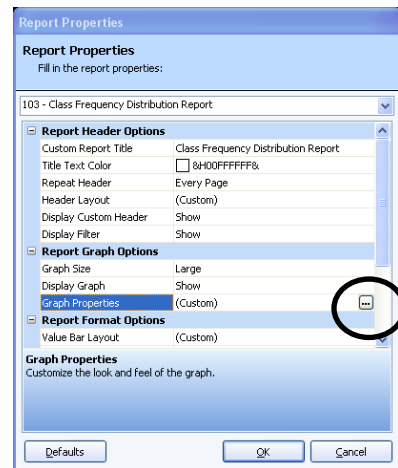 Report Properties
Report Properties
Fill in the report properties:
103 - Class Frequency Distribution Report
Report Header Options
Custom Report Title Class Frequency Distribution Report
Title Text Color &H00FFFFFF&
Repeat Header Every Page
Header Layout (Custom)
Display Custom Header Show
Display Filter Show
Report Graph Options
Graph Size Large
Display Graph Show
Graph Properties (Custom) ...
Report Format Options
Value Bar Layout (Custom)
Graph Properties
Customize the look and feel of the graph.
Defaults OK Cancel